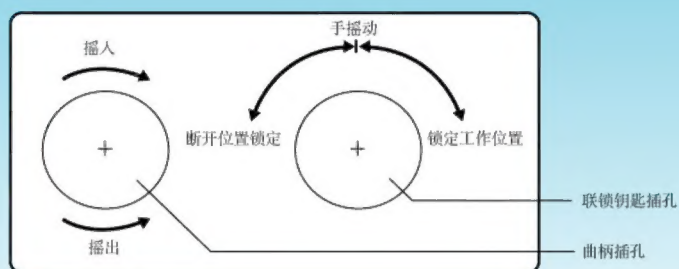 手摇动
摇入
断开位置锁定
锁定工作位置
联锁钥匙插孔
摇出
曲柄插孔